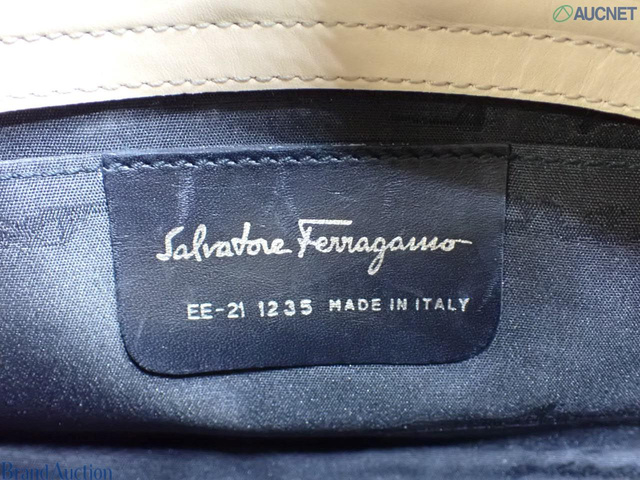 AUCNET
Salvatore Ferragamo
EE-21 1235 MADE IN ITALY
Brand Auction